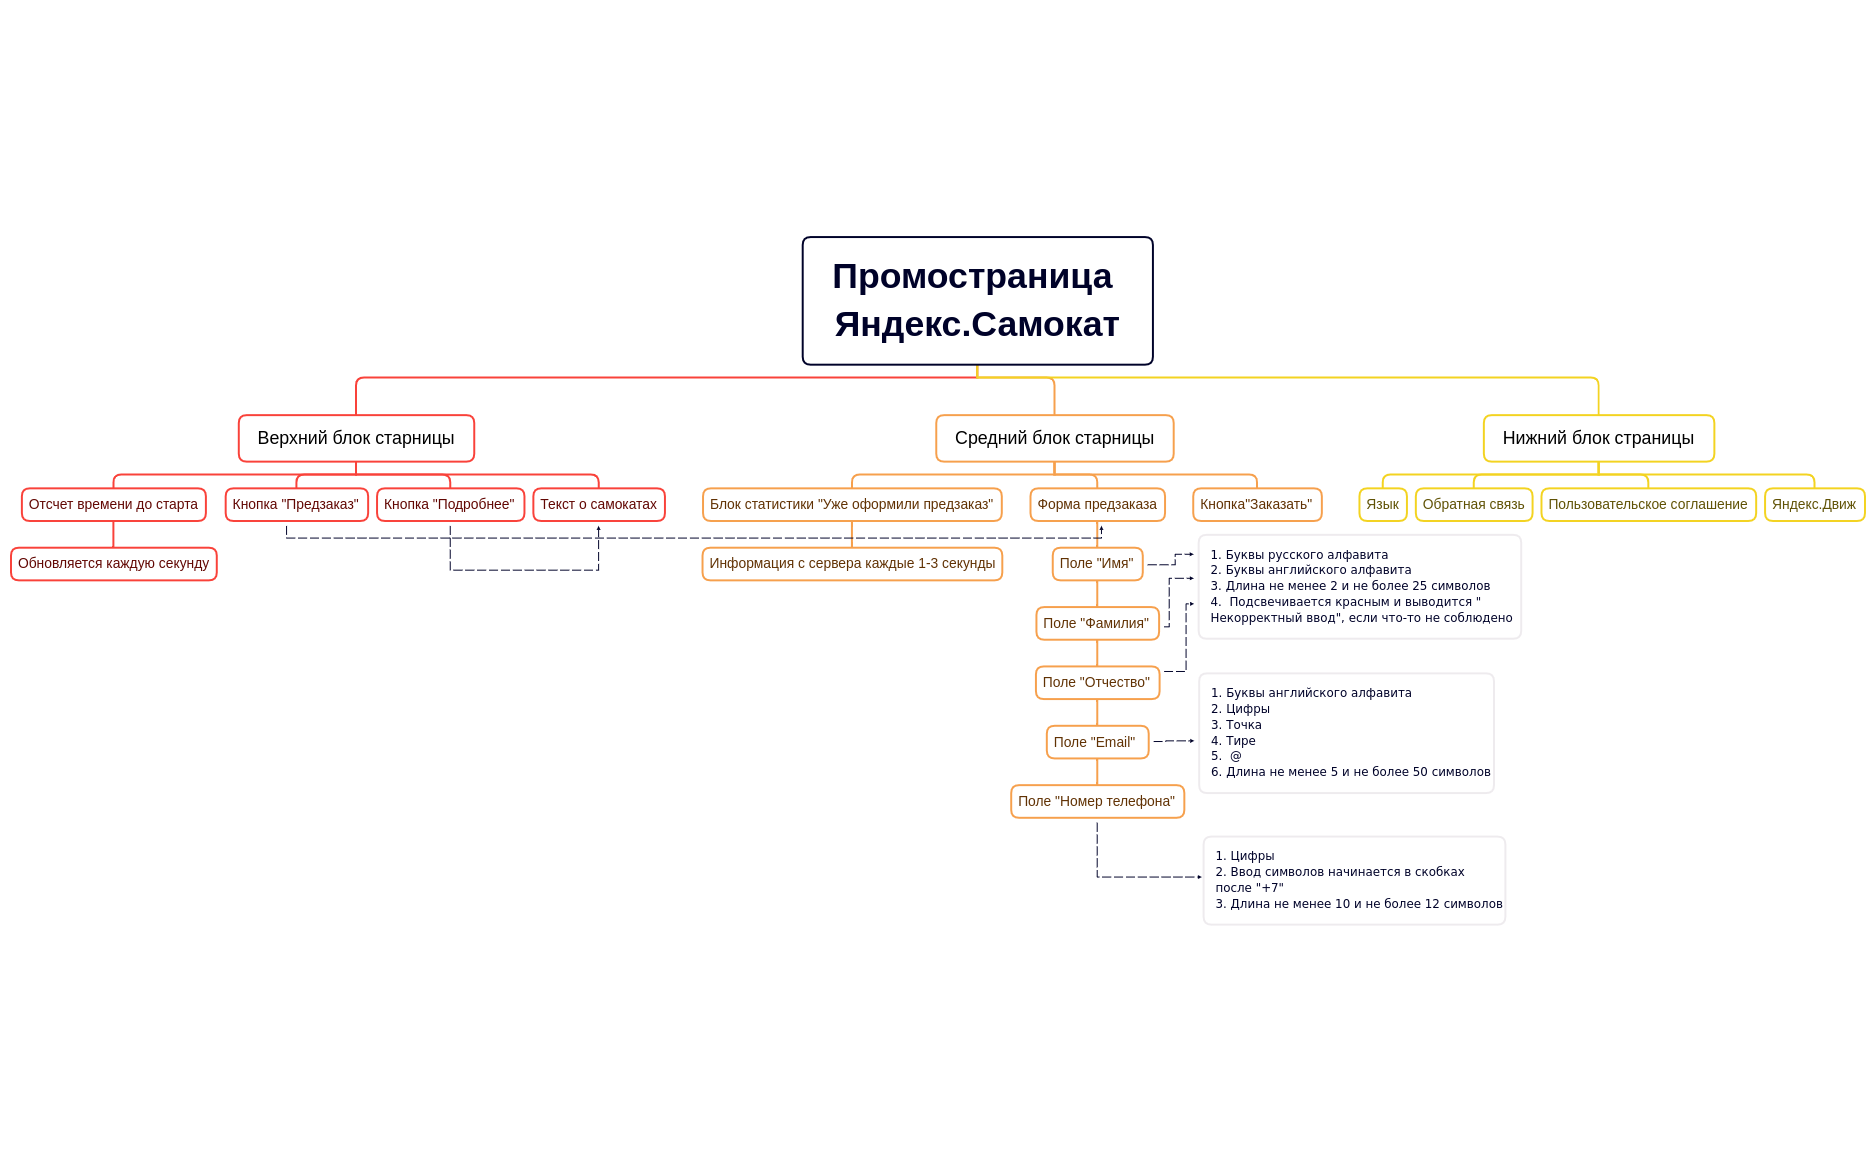 Промостраница
Яндекс.Самокат
Верхний блок старницы
Средний блок старницы
Нижний блок страницы
Отсчет времени до старта
Кнопка "Предзаказ"
Кнопка "Подробнее"
Текст о самокатах
Блок статистики "Уже оформили предзаказ"
Форма предзаказа
Кнопка"Заказать"
Язык
Обратная связь
Пользовательское соглашение
Яндекс.Движ
Обновляется каждую секунду
Информация с сервера каждые 1-3 секунды
Поле "Имя"
1. Буквы русского алфавита
2. Буквы английского алфавита
3. Длина не менее 2 и не более 25 символов
4.  Подсвечивается красным и выводится "
Некорректный ввод", если что-то не соблюдено
Поле "Фамилия"
Поле "Отчество"
Поле "Email"
1. Буквы английского алфавита
2. Цифры
3. Точка
4. Тире
5.  @
6. Длина не менее 5 и не более 50 символов
Поле "Номер телефона"
1. Цифры
2. Ввод символов начинается в скобках
после "+7"
3. Длина не менее 10 и не более 12 символов